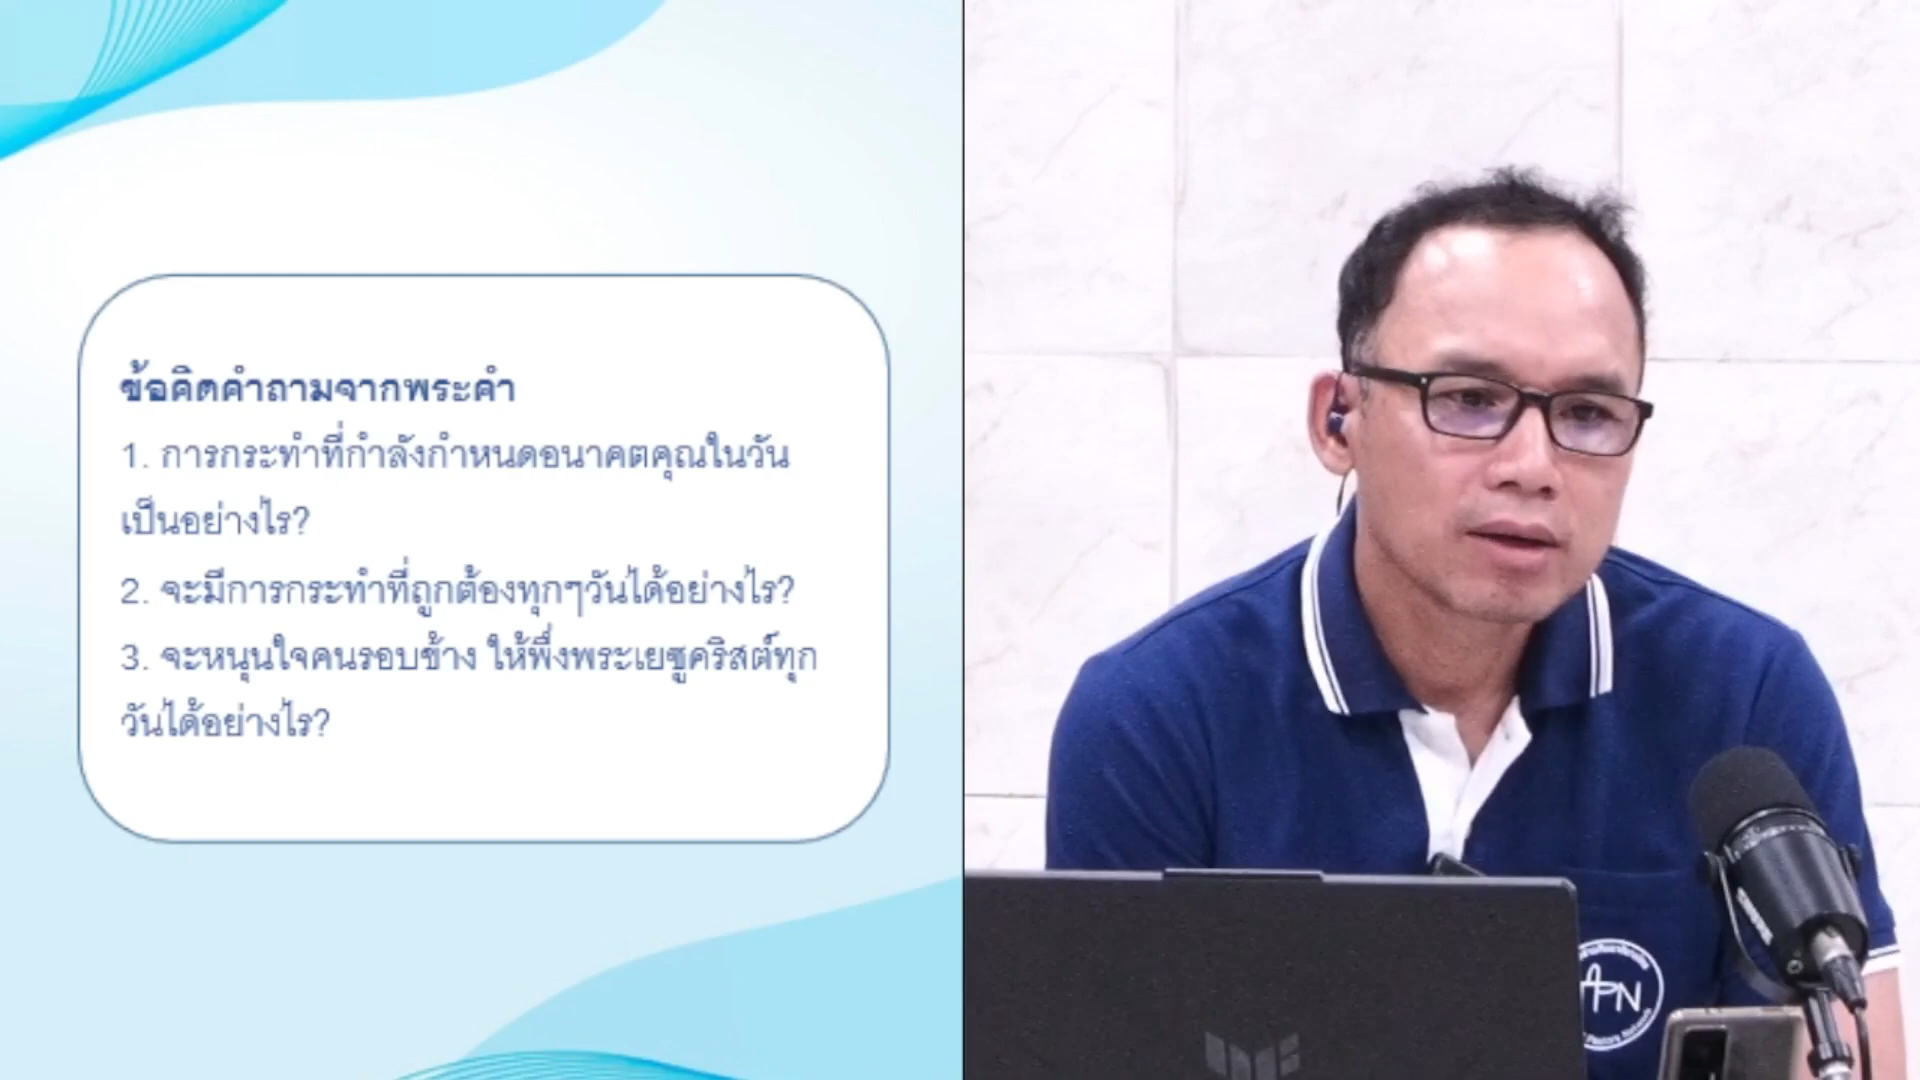 ข้อคิดคำถามจากพระคำ
1. การกระทำที่กำลังกำหนดอนาคตคุณในวัน
เป็นอย่างไร?
2. จะมีการกระทำที่ถูกต้องทุกๆวันได้อย่างไร?
3. จะหนุนใจคนรอบข้าง ให้พึ่งพระเยซูคริสต์ทุก
วันได้อย่างไร?
APN